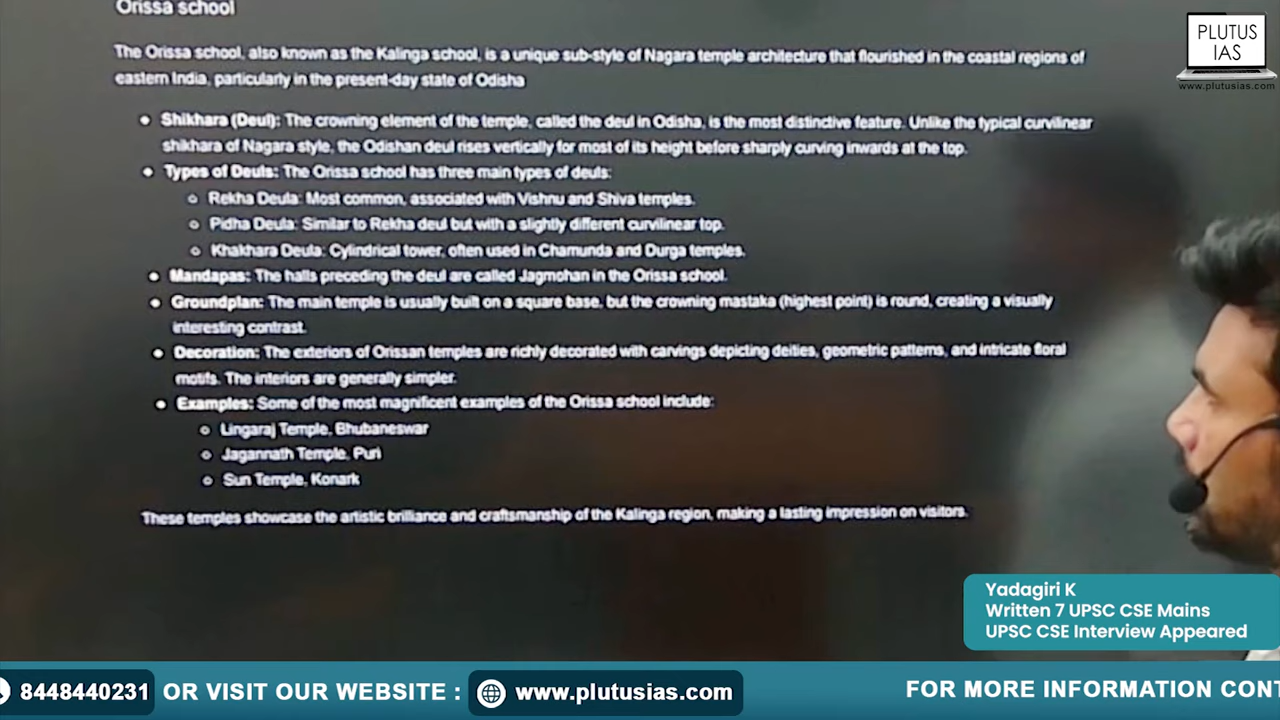 Orissa school
The Orissa school, also known as the Kalinga school, is a unique sub-style of Nagara temple architecture that flourished in the coastal regions of
eastern India, particularly in the present-day state of Odisha
• Shikhara (Deul): The crowning element of the temple, called the deul in Odisha, is the most distinctive feature. Unlike the typical curvilinear
shikhara of Nagara style, the Odishan deul rises vertically for most of its height before sharply curving inwards at the top.
• Types of Deuls: The Orissa school has three main types of deuls:
○ Rekha Deula: Most common, associated with Vishnu and Shiva temples.
○ Pidha Deula: Similar to Rekha deul but with a slightly different curvilinear top.
○ Khakhara Deula: Cylindrical tower, often used in Chamunda and Durga temples.
• Mandapas: The halls preceding the deul are called Jagmohan in the Orissa school.
• Groundplan: The main temple is usually built on a square base, but the crowning mastaka (highest point) is round, creating a visually
interesting contrast.
• Decoration: The exteriors of Orissan temples are richly decorated with carvings depicting deities, geometric patterns, and intricate floral
motifs. The interiors are generally simpler.
• Examples: Some of the most magnificent examples of the Orissa school include:
○ Lingaraj Temple, Bhubaneswar
○ Jagannath Temple, Puri
○ Sun Temple, Konark
These temples showcase the artistic brilliance and craftsmanship of the Kalinga region, making a lasting impression on visitors.
PLUTUS
IAS
www.plutusias.com
Yadagiri K
Written 7 UPSC CSE Mains
UPSC CSE Interview Appeared
8448440231 OR VISIT OUR WEBSITE : www.plutusias.com FOR MORE INFORMATION CONT